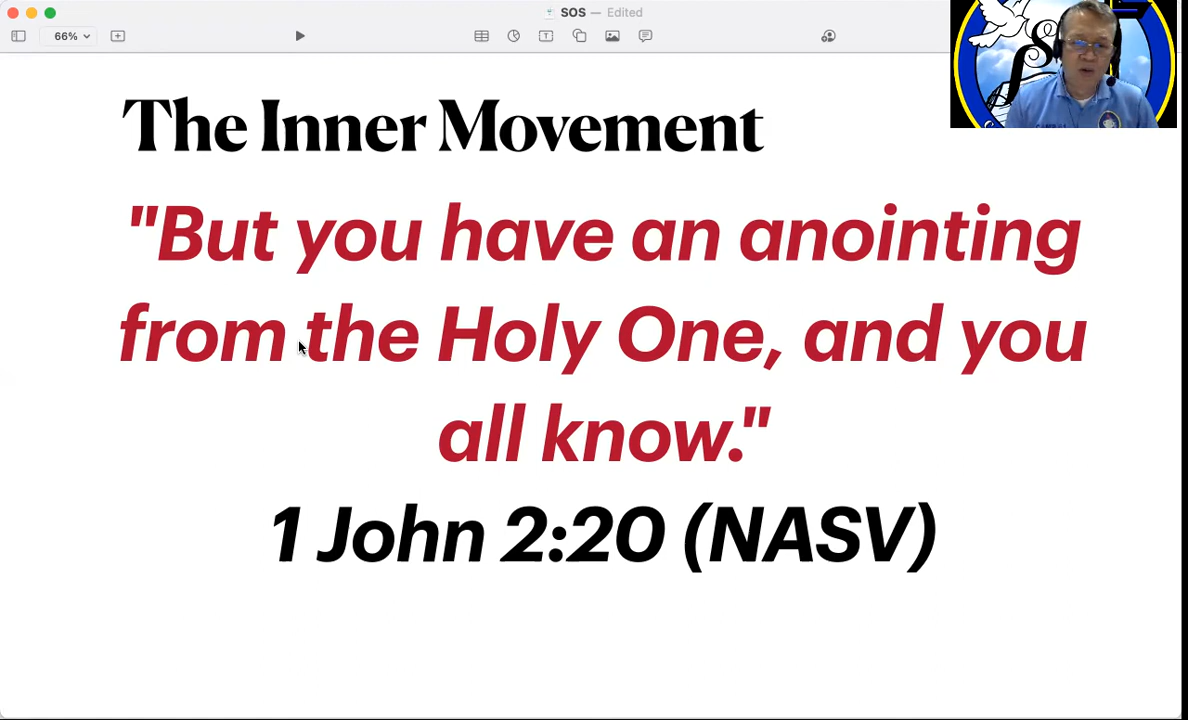 SOS — Edited
66%
The Inner Movement
"But you have an anointing
from the Holy One, and you
all know."
1 John 2:20 (NASV)